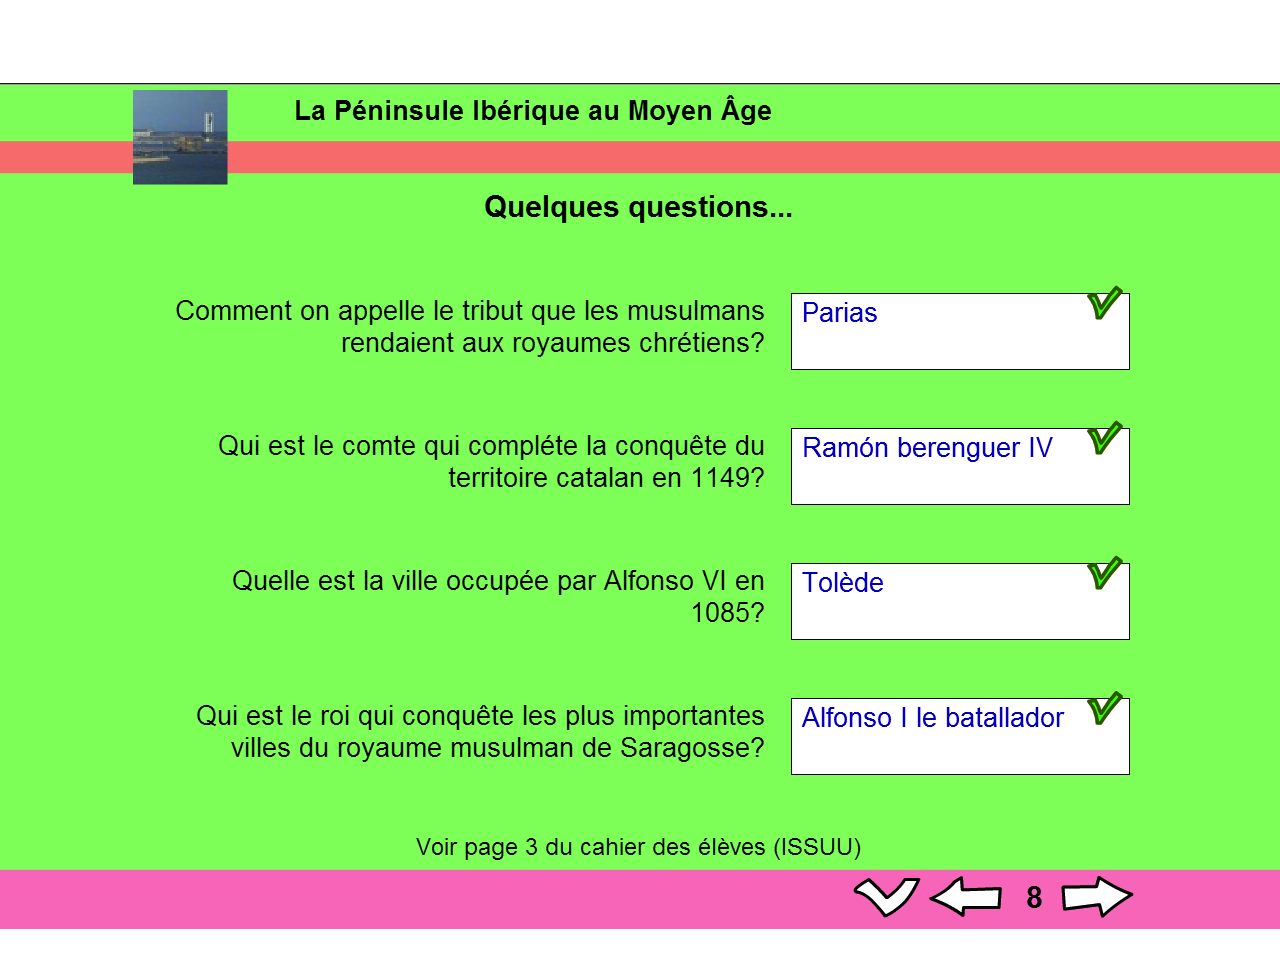 La Péninsule Ibérique au Moyen Âge
Quelques questions...
Comment on appelle le tribut que les musulmans
rendaient aux royaumes chrétiens?
Parias
Qui est le comte qui compléte la conquête du
territoire catalan en 1149?
Ramón berenguer IV
Quelle est la ville occupée par Alfonso VI en
1085?
Tolède
Qui est le roi qui conquête les plus importantes
villes du royaume musulman de Saragosse?
Alfonso I le batallador
Voir page 3 du cahier des élèves (ISSUU)
8